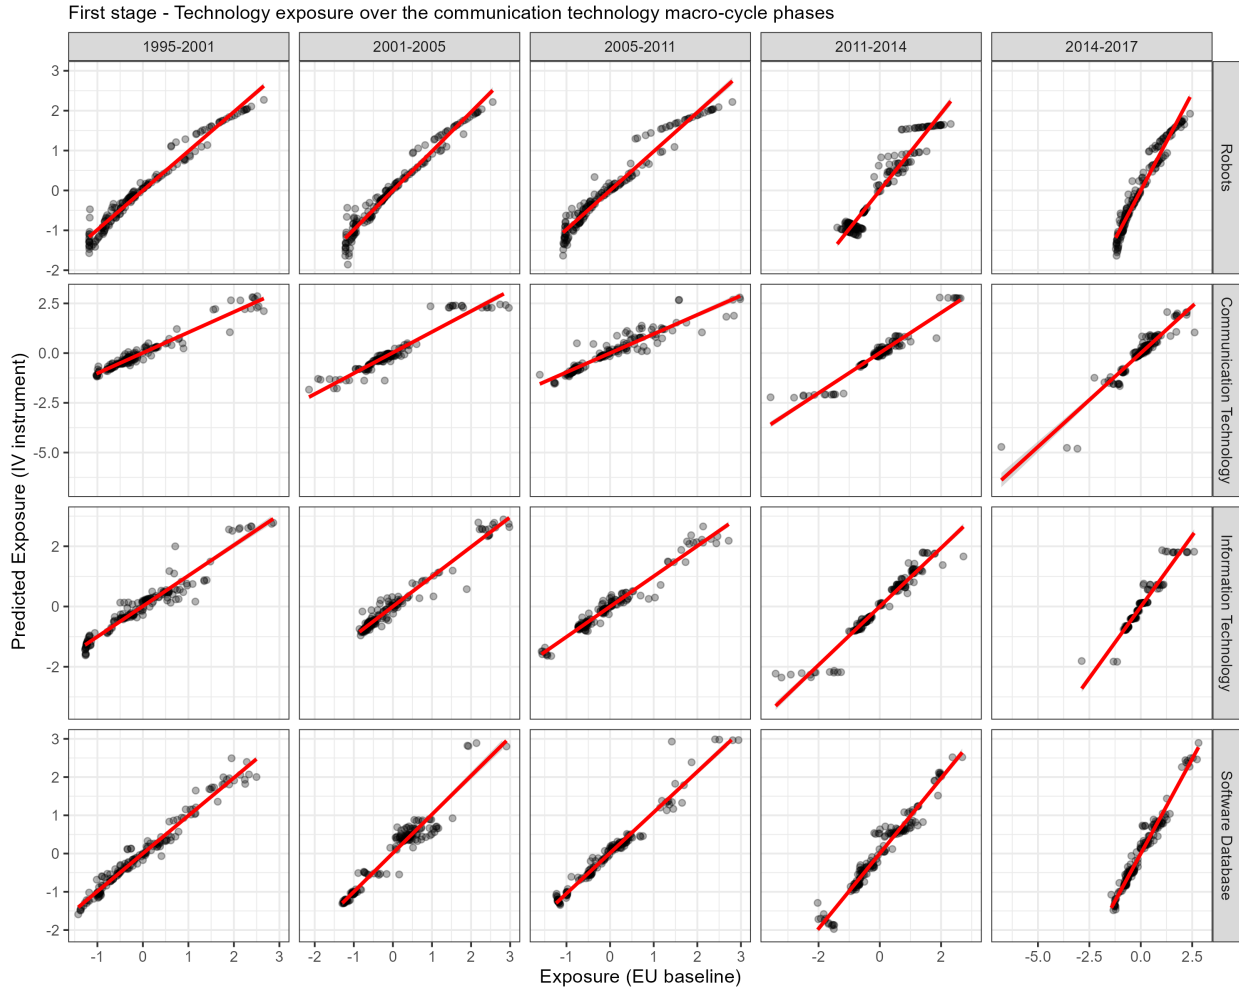 First stage - Technology exposure over the communication technology macro-cycle phases
1995-2001 2001-2005 2005-2011 2011-2014 2014-2017
3
2
1
0
-1
-2
Robots
2.5
0.0
-2.5
-5.0
Communication Technology
2
0
-2
Information Technology
3
2
1
0
-1
-2
Software Database
Predicted Exposure (IV instrument)
-1 0 1 2 3 -2 -1 0 1 2 3 -1 0 1 2 3 -2 0 2 -5.0 -2.5 0.0 2.5
Exposure (EU baseline)